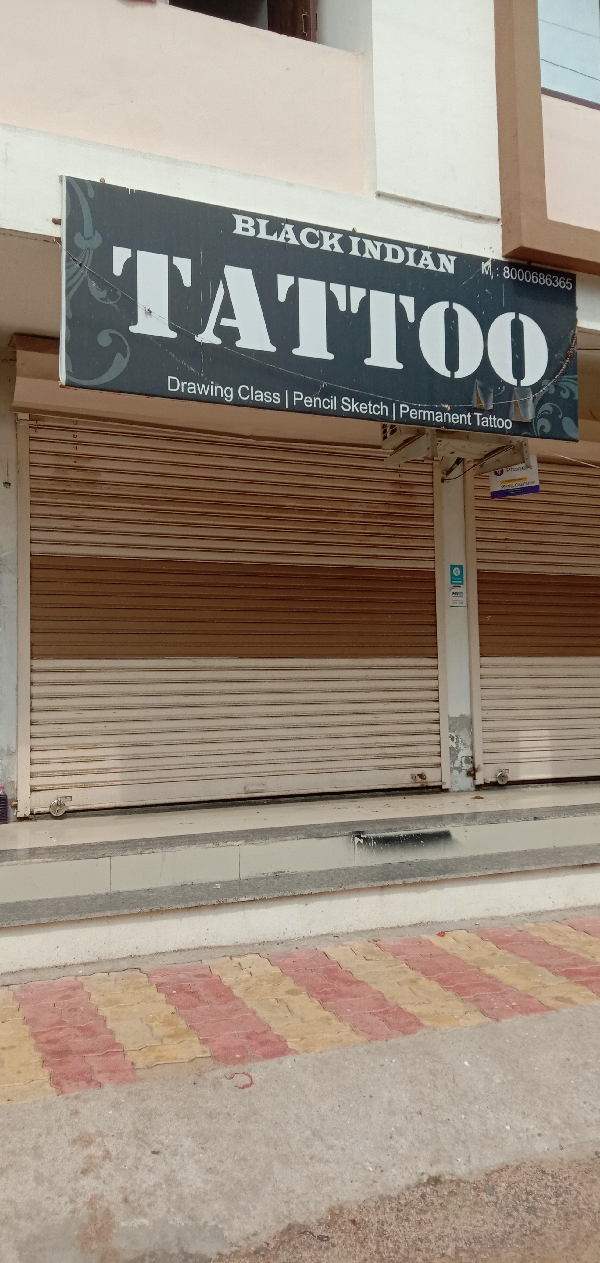 BLACK INDIAN
M.: 8000686365
TATTOO
Drawing Class | Pencil Sketch | Permanent Tattoo